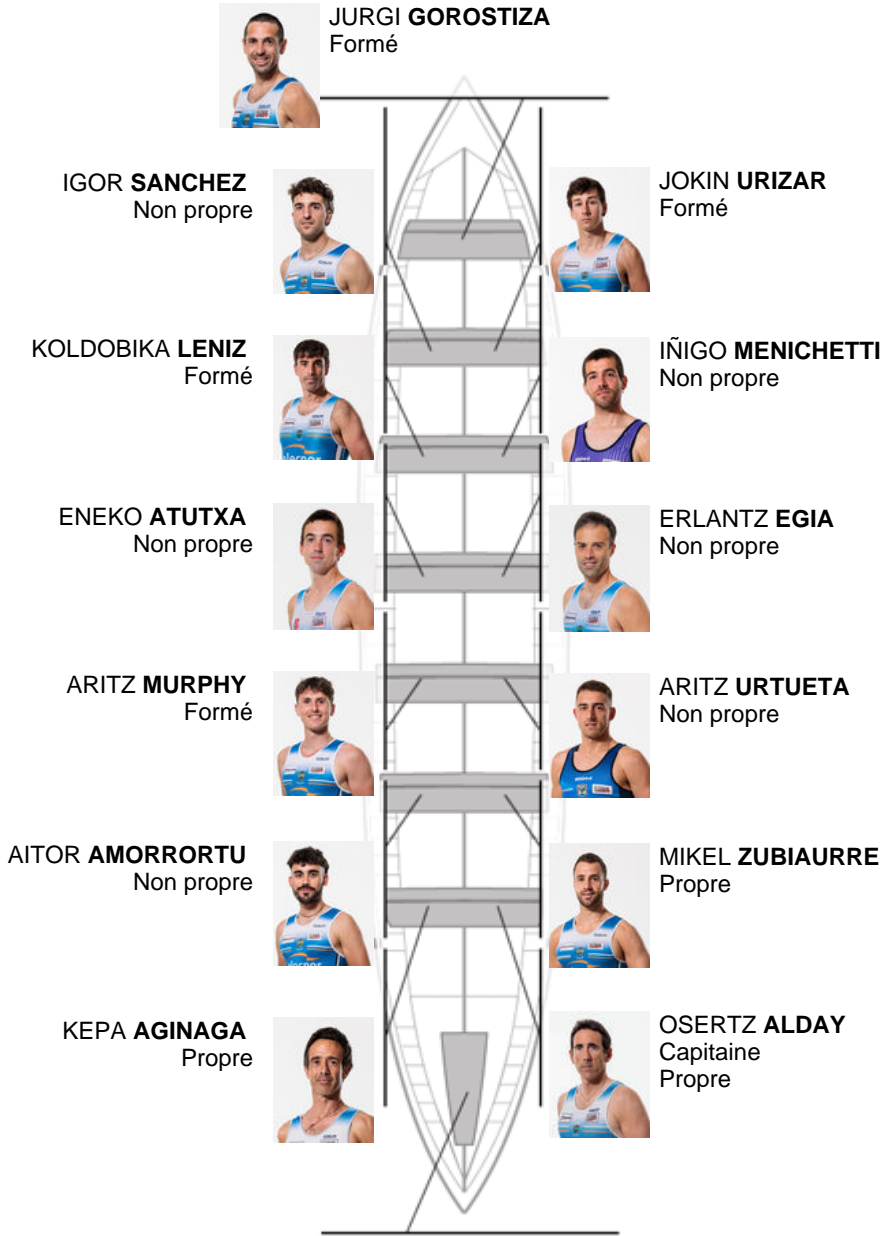 JURGI GOROSTIZA
Formé
IGOR SANCHEZ
Non propre
JOKIN URIZAR
Formé
KOLDOBIKA LENIZ
Formé
IÑIGO MENICHETTI
Non propre
ENEKO ATUTXA
Non propre
ERLANTZ EGIA
Non propre
ARITZ MURPHY
Formé
ARITZ URTUETA
Non propre
AITOR AMORRORTU
Non propre
MIKEL ZUBIAURRE
Propre
KEPA AGINAGA
Propre
OSERTZ ALDAY
Capitaine
Propre